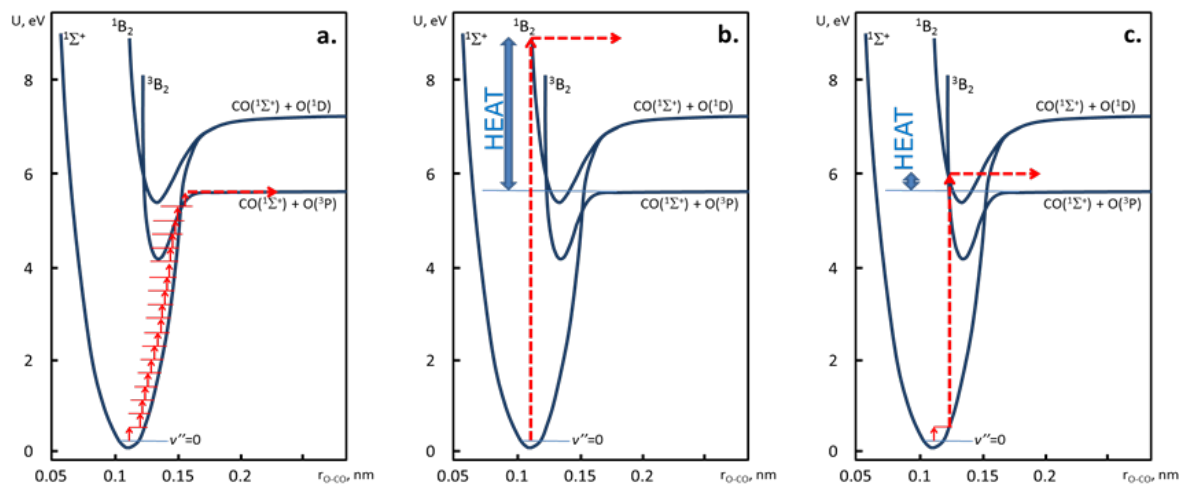 U, eV
¹Σ⁺
¹B₂
a.
8
³B₂
CO(¹Σ⁺) + O(¹D)
6
CO(¹Σ⁺) + O(³P)
4
2
v''=0
0
0.05 0.1 0.15 0.2 r_O-CO, nm
U, eV
¹Σ⁺
¹B₂
b.
8
³B₂
HEAT
CO(¹Σ⁺) + O(¹D)
6
CO(¹Σ⁺) + O(³P)
4
2
v''=0
0
0.05 0.1 0.15 0.2 r_O-CO, nm
U, eV
¹Σ⁺
¹B₂
c.
8
³B₂
HEAT
CO(¹Σ⁺) + O(¹D)
6
CO(¹Σ⁺) + O(³P)
4
2
v''=0
0
0.05 0.1 0.15 0.2 r_O-CO, nm